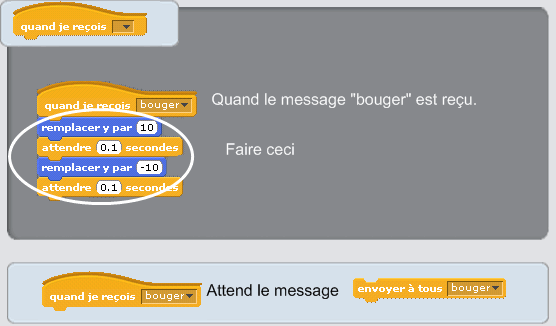 quand je reçois
quand je reçois bouger
Quand le message "bouger" est reçu.
remplacer y par 10
attendre 0.1 secondes
Faire ceci
remplacer y par -10
attendre 0.1 secondes
quand je reçois bouger
Attend le message
envoyer à tous bouger